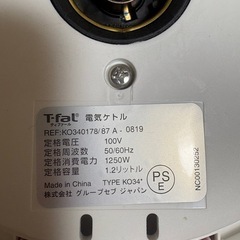 T-fal 電気ケトル
ティファール
REF:KO340178/87 A - 0819
定格電圧 : 100V
定格周波数 : 50/60Hz
定格消費電力 : 1250W
定格容量 : 1.2リットル
Made in China TYPE KO34*
株式会社 グループセブ ジャパン
PS
E
NC00130252